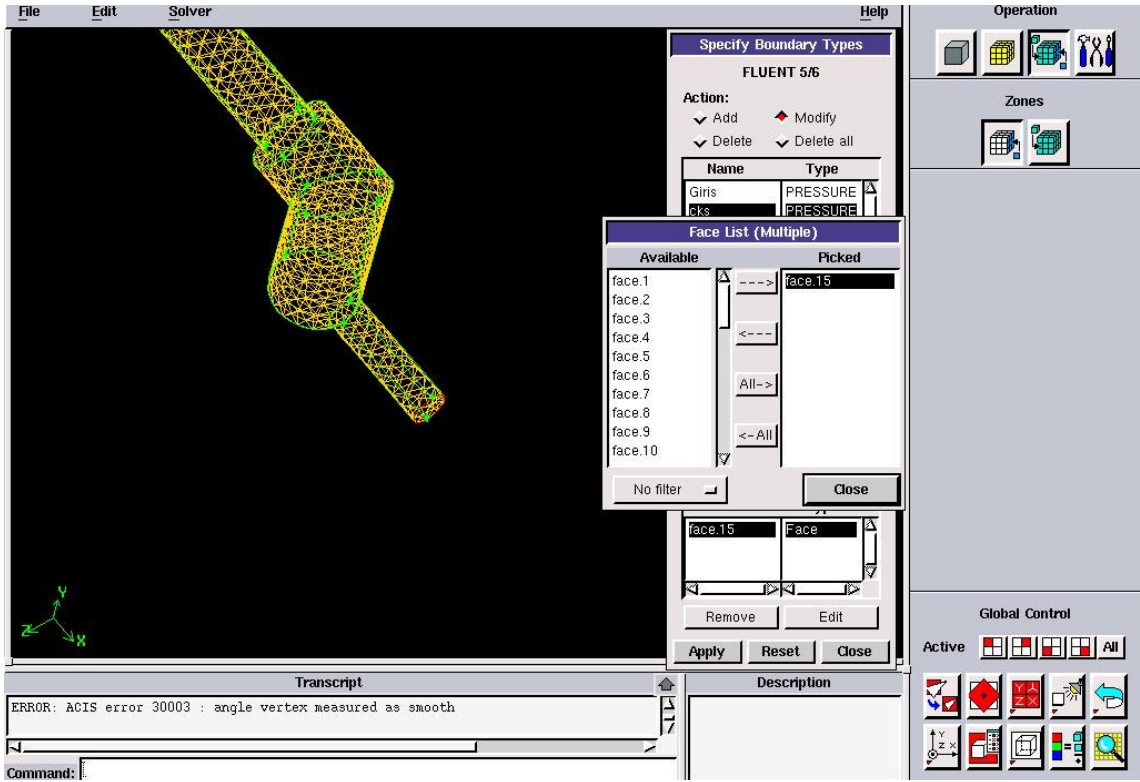 File Edit Solver Help
Operation
Specify Boundary Types
FLUENT 5/6
Action:
Add Modify
Delete Delete all
Name Type
Giris PRESSURE
cks PRESSURE
Zones
Face List (Multiple)
Available Picked
face.1
face.2
face.3
face.4
face.5
face.6
face.7
face.8
face.9
face.10
--->
<---
All->
<-All
face.15
No filter Close
face.15 Face
Remove Edit
Apply Reset Close
Y
Z X
Global Control
Active All
Transcript Description
ERROR: ACIS error 30003 : angle vertex measured as smooth
Command: